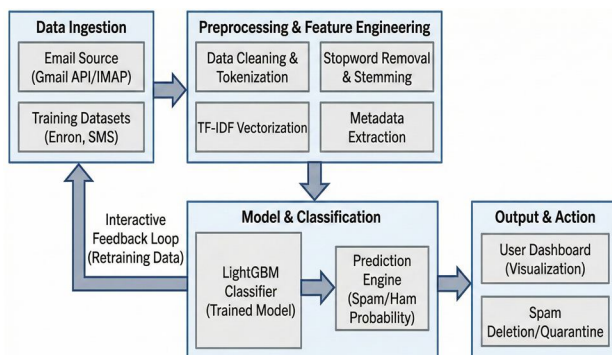 Data Ingestion
Email Source
(Gmail API/IMAP)
Training Datasets
(Enron, SMS)
Preprocessing & Feature Engineering
Data Cleaning &
Tokenization
Stopword Removal
& Stemming
TF-IDF Vectorization
Metadata
Extraction
Interactive
Feedback Loop
(Retraining Data)
Model & Classification
LightGBM
Classifier
(Trained Model)
Prediction
Engine
(Spam/Ham
Probability)
Output & Action
User Dashboard
(Visualization)
Spam
Deletion/Quarantine